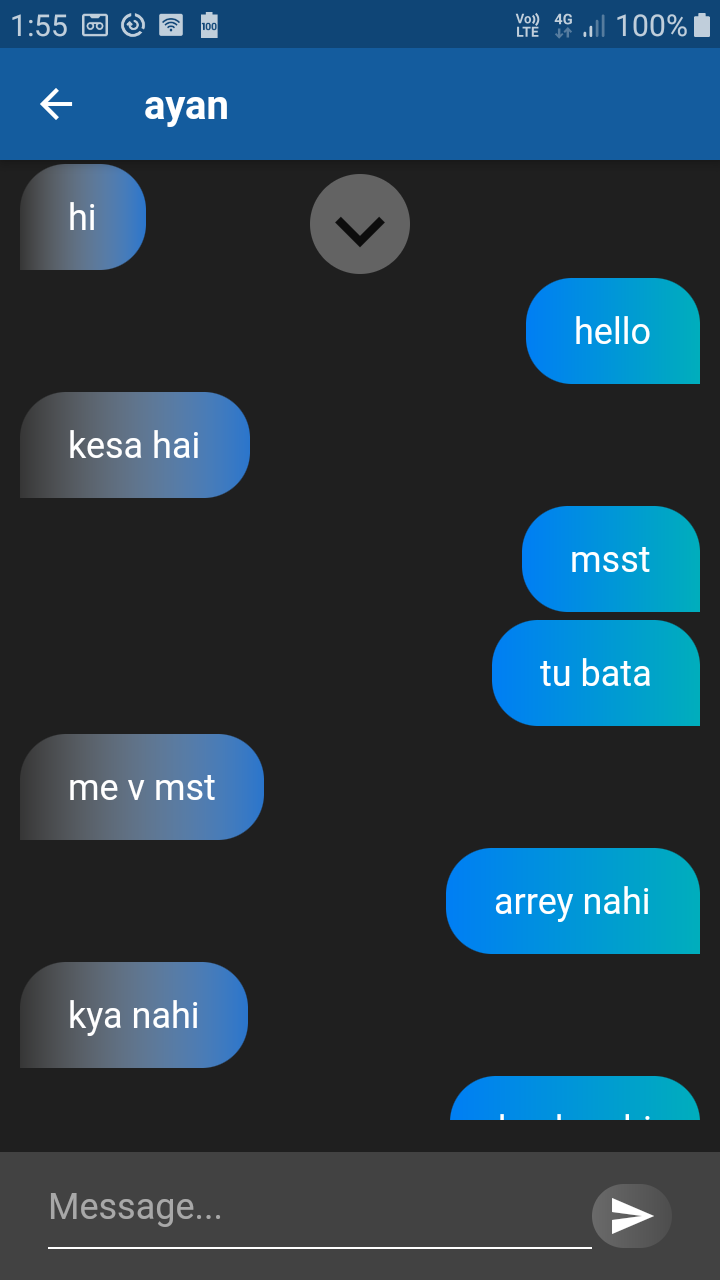 1:55 100 Vo)) LTE 4G 100%
ayan
hi
hello
kesa hai
msst
tu bata
me v mst
arrey nahi
kya nahi
Message...